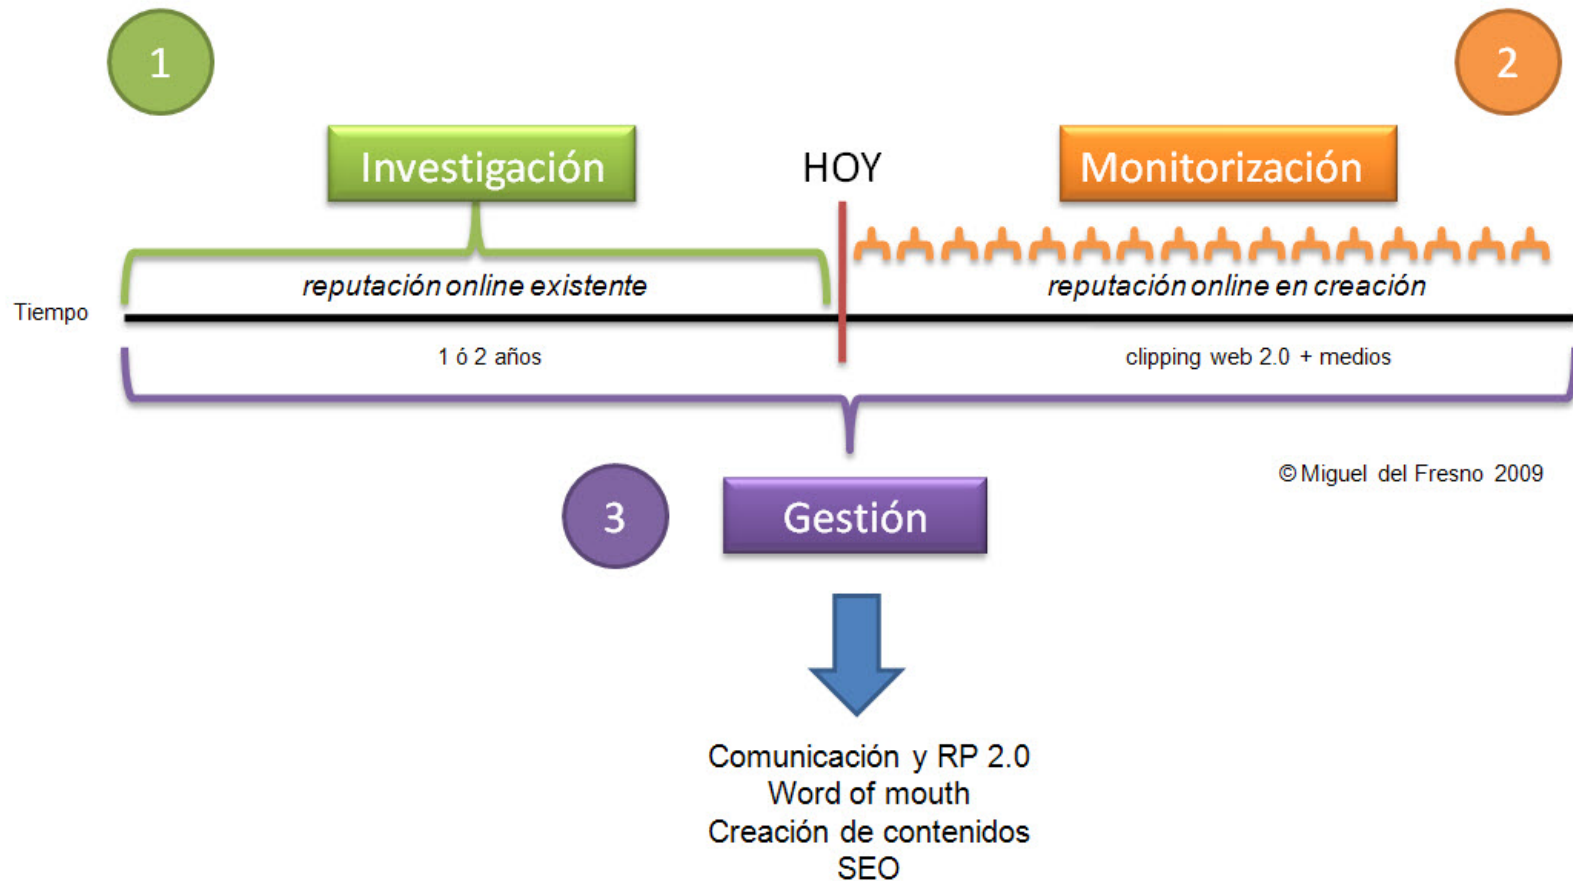 1
2
Investigación
HOY
Monitorización
reputación online existente
reputación online en creación
Tiempo
1 ó 2 años
clipping web 2.0 + medios
© Miguel del Fresno 2009
3
Gestión
Comunicación y RP 2.0
Word of mouth
Creación de contenidos
SEO